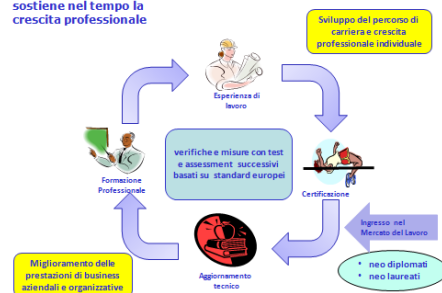 sostiene nel tempo la
crescita professionale
Sviluppo del percorso di
carriera e crescita
professionale individuale
Esperienza di
lavoro
verifiche e misure con test
e assessment successivi
basati su standard europei
Formazione
Professionale
Certificazione
Ingresso nel
Mercato del Lavoro
Aggiornamento
tecnico
• neo diplomati
• neo laureati
Miglioramento delle
prestazioni di business
aziendali e organizzative